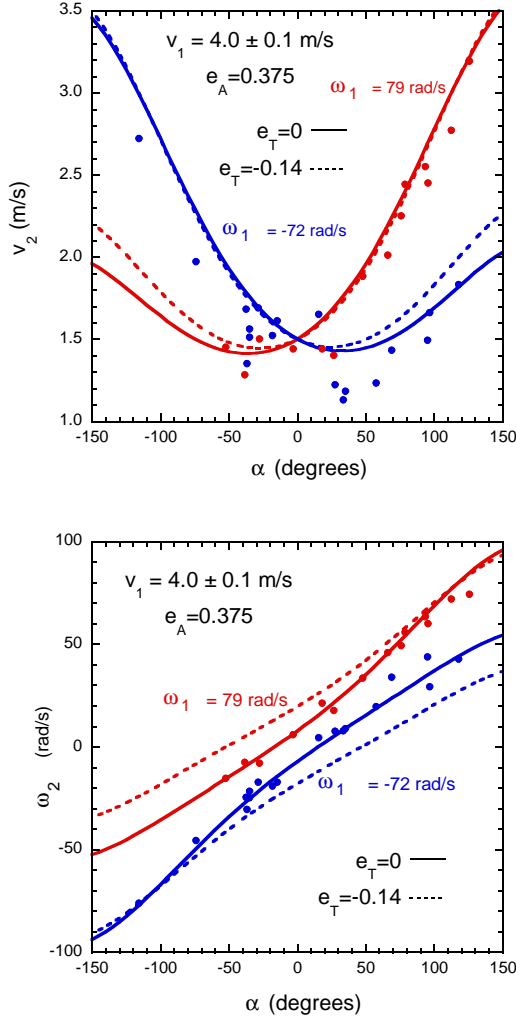 3.5
v1 = 4.0 ± 0.1 m/s
eA=0.375
ω1 = 79 rad/s
3.0
eT=0
eT=-0.14
2.5
v2 (m/s)
ω1 = -72 rad/s
2.0
1.5
1.0
-150 -100 -50 0 50 100 150
α (degrees)
100
v1 = 4.0 ± 0.1 m/s
eA=0.375
50
ω1 = 79 rad/s
0
ω2 (rad/s)
ω1 = -72 rad/s
-50
eT=0
eT=-0.14
-100
-150 -100 -50 0 50 100 150
α (degrees)